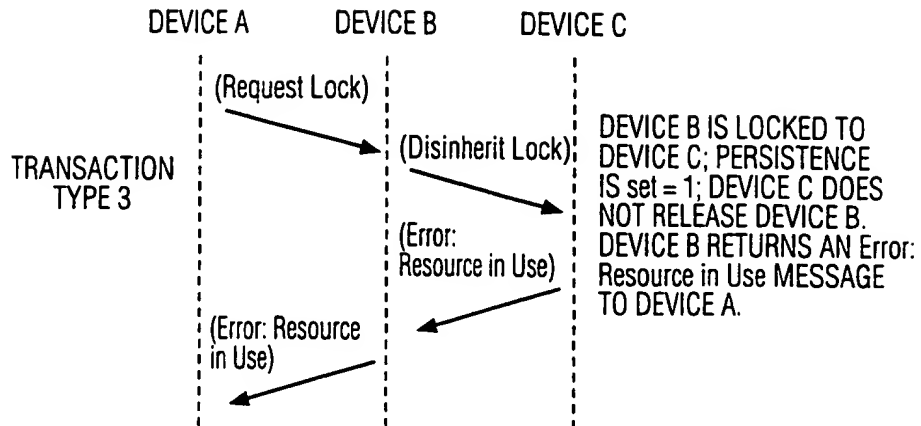 DEVICE A DEVICE B DEVICE C
(Request Lock)
(Disinherit Lock)
TRANSACTION
TYPE 3
DEVICE B IS LOCKED TO
DEVICE C; PERSISTENCE
IS set = 1; DEVICE C DOES
NOT RELEASE DEVICE B.
DEVICE B RETURNS AN Error:
Resource in Use MESSAGE
TO DEVICE A.
(Error:
Resource in Use)
(Error: Resource
in Use)